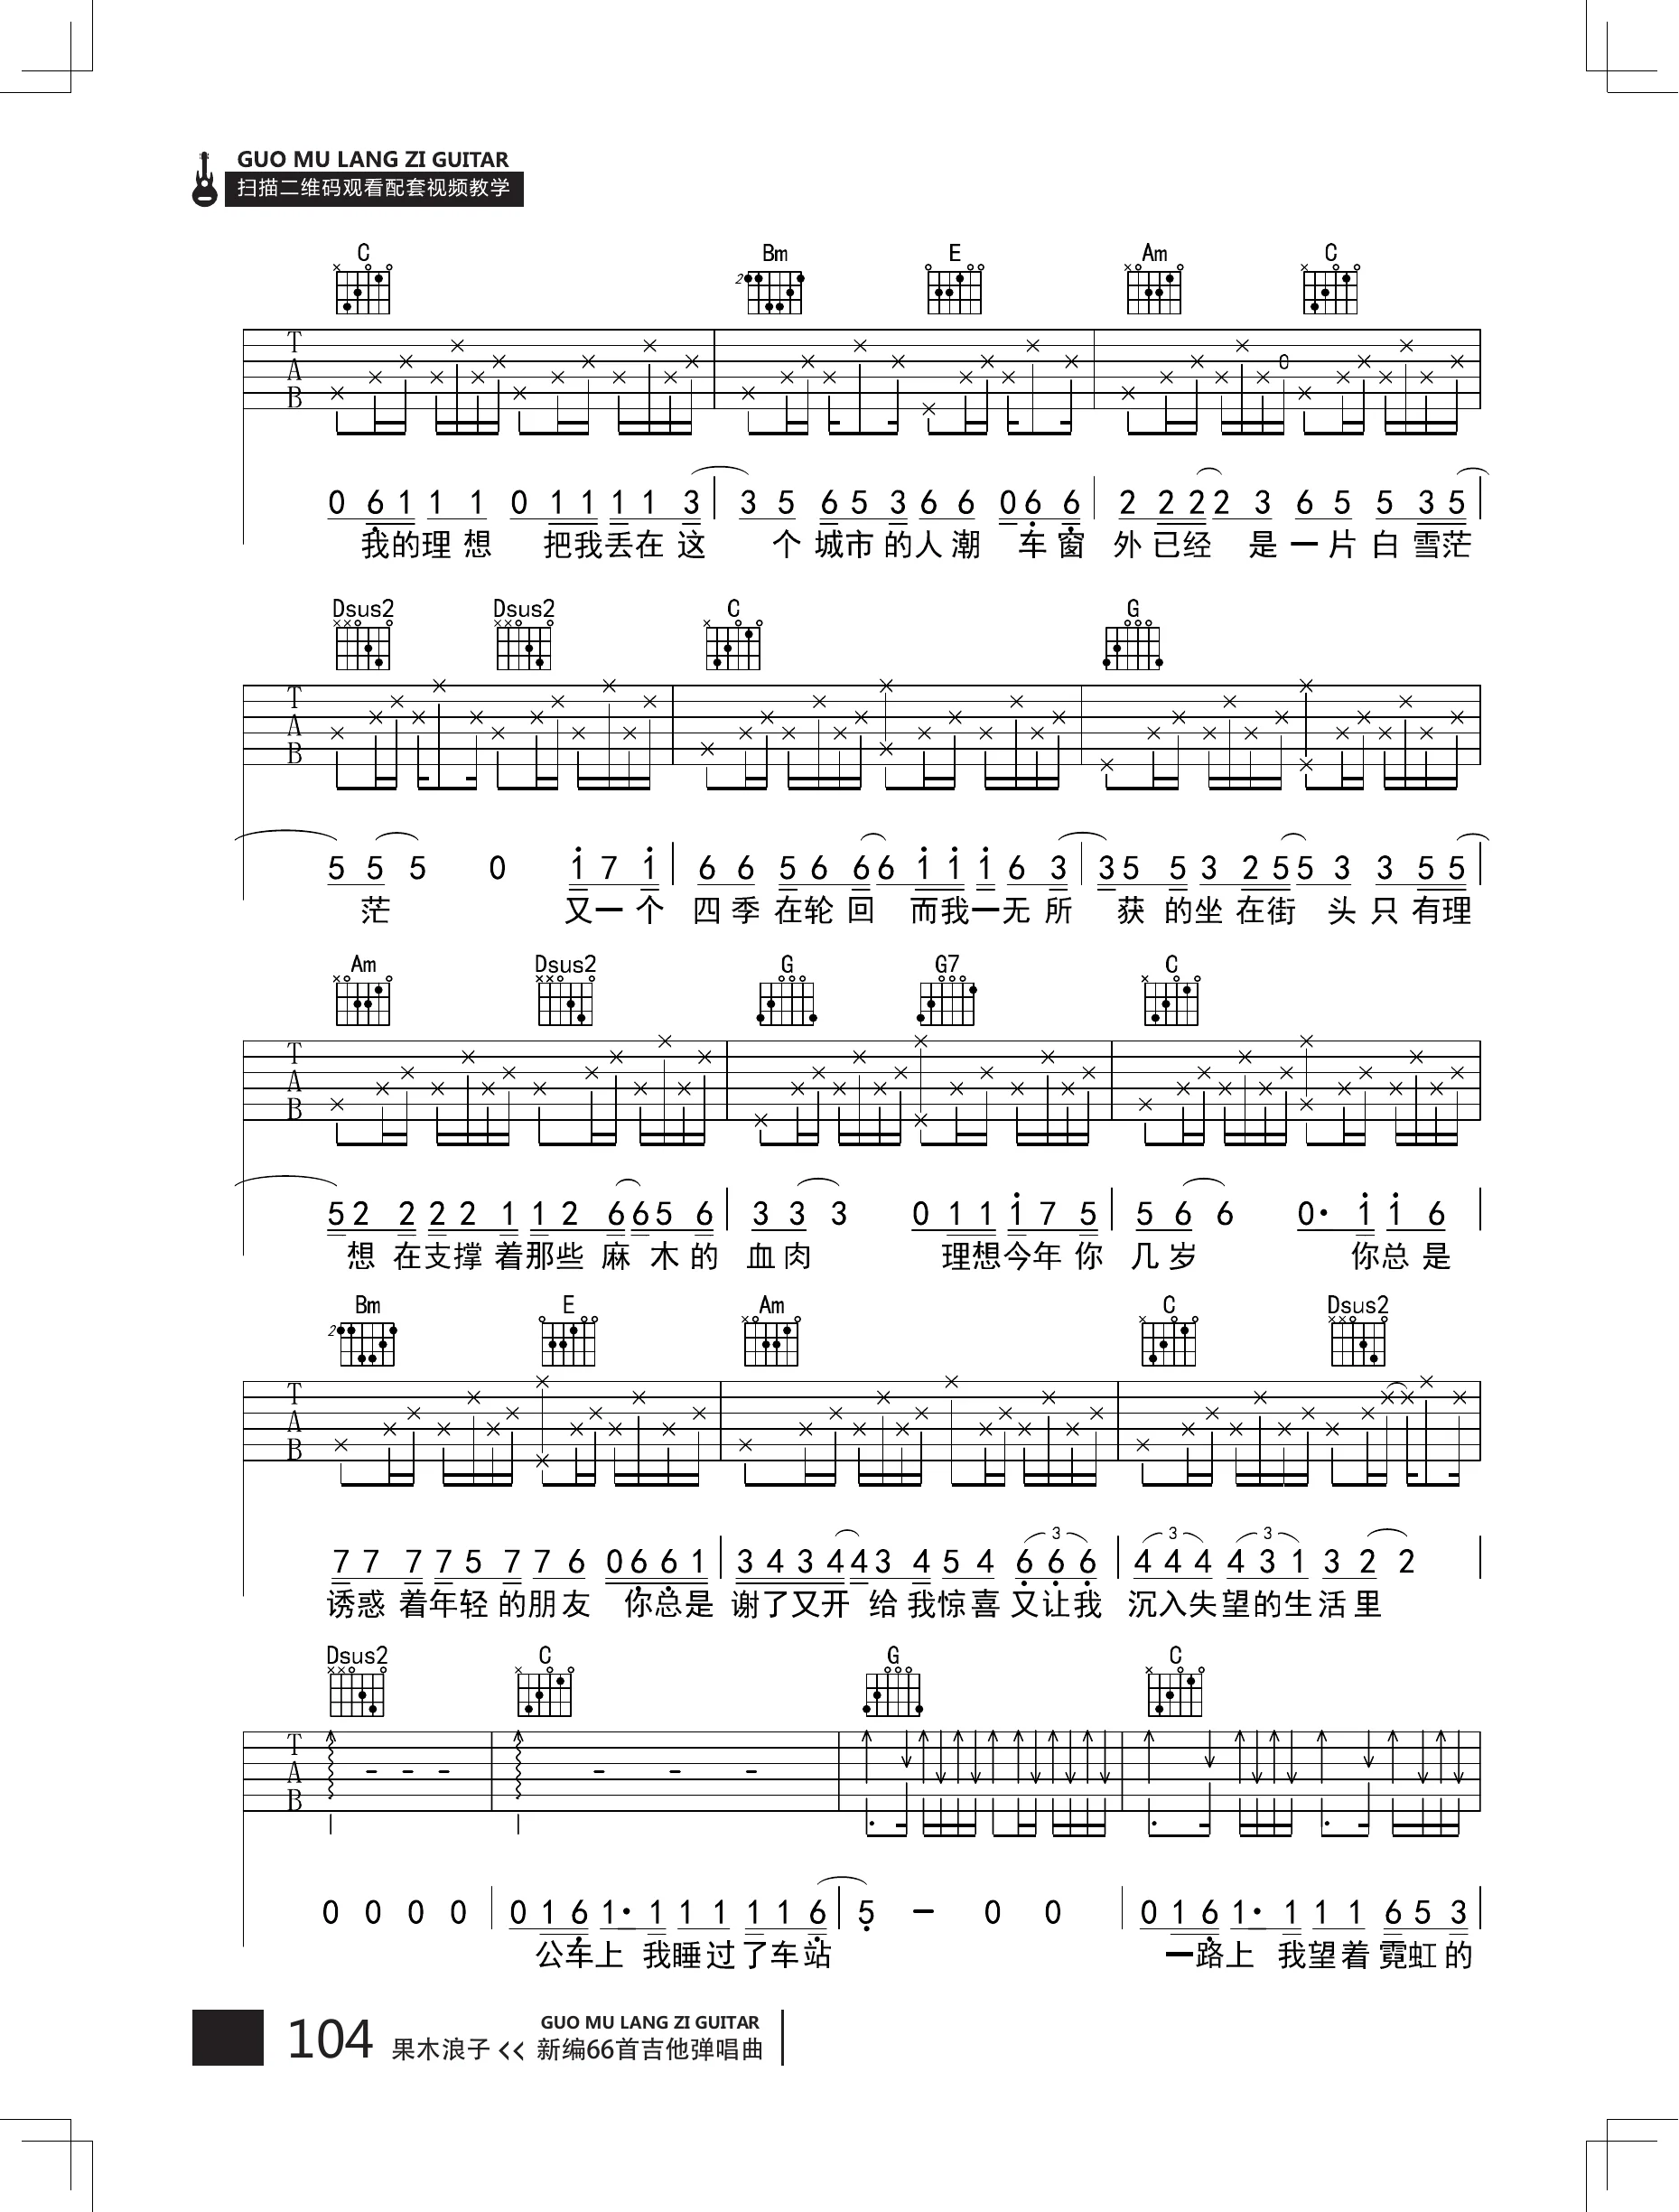 GUO MU LANG ZI GUITAR
扫描二维码观看配套视频教学
C Bm E Am C
2
T
A
B
0 6 1 1 1 0 1 1 1 1 3 | 3 5 6 5 3 6 6 0 6 6 | 2 2 2 2 3 6 5 5 3 5 |
我的理想 把我丢在这 个城市的人潮 车窗 外已经 是一片白雪茫
Dsus2 Dsus2 C G
T
A
B
5 5 5 0 1 7 1 | 6 6 5 6 6 6 1 1 1 6 3 | 3 5 5 3 2 5 5 3 3 5 5 |
茫 又一个 四季在轮回 而我一无所 获的坐在街 头只有理
Am Dsus2 G G7 C
T
A
B
5 2 2 2 2 1 1 2 6 6 5 6 | 3 3 3 0 1 1 1 7 5 | 5 6 6 0· 1 1 6 |
想在支撑着那些麻木的 血肉 理想今年你 几岁 你总是
Bm E Am C Dsus2
2
T
A
B
3 3 3
7 7 7 7 5 7 7 6 0 6 6 1 | 3 4 3 4 4 3 4 5 4 6 6 6 | 4 4 4 4 3 1 3 2 2 |
诱惑着年轻的朋友 你总是 谢了又开 给我惊喜又让我 沉入失望的生活里
Dsus2 C G C
T
A
B
0 0 0 0 | 0 1 6 1· 1 1 1 1 1 6 | 5 – 0 0 | 0 1 6 1· 1 1 1 6 5 3 |
公车上 我睡过了车站 一路上 我望着霓虹的
104 果木浪子 << GUO MU LANG ZI GUITAR
新编66首吉他弹唱曲